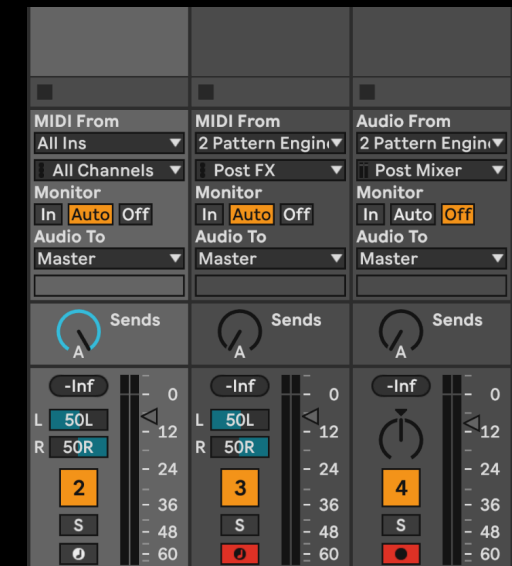 MIDI From
All Ins
All Channels
Monitor
In Auto Off
Audio To
Master
Sends
A
-Inf
0
12
24
36
48
60
L 50L
R 50R
2
S
MIDI From
2 Pattern Engin
Post FX
Monitor
In Auto Off
Audio To
Master
Sends
A
-Inf
0
12
24
36
48
60
L 50L
R 50R
3
S
Audio From
2 Pattern Engin
Post Mixer
Monitor
In Auto Off
Audio To
Master
Sends
A
-Inf
0
12
24
36
48
60
4
S